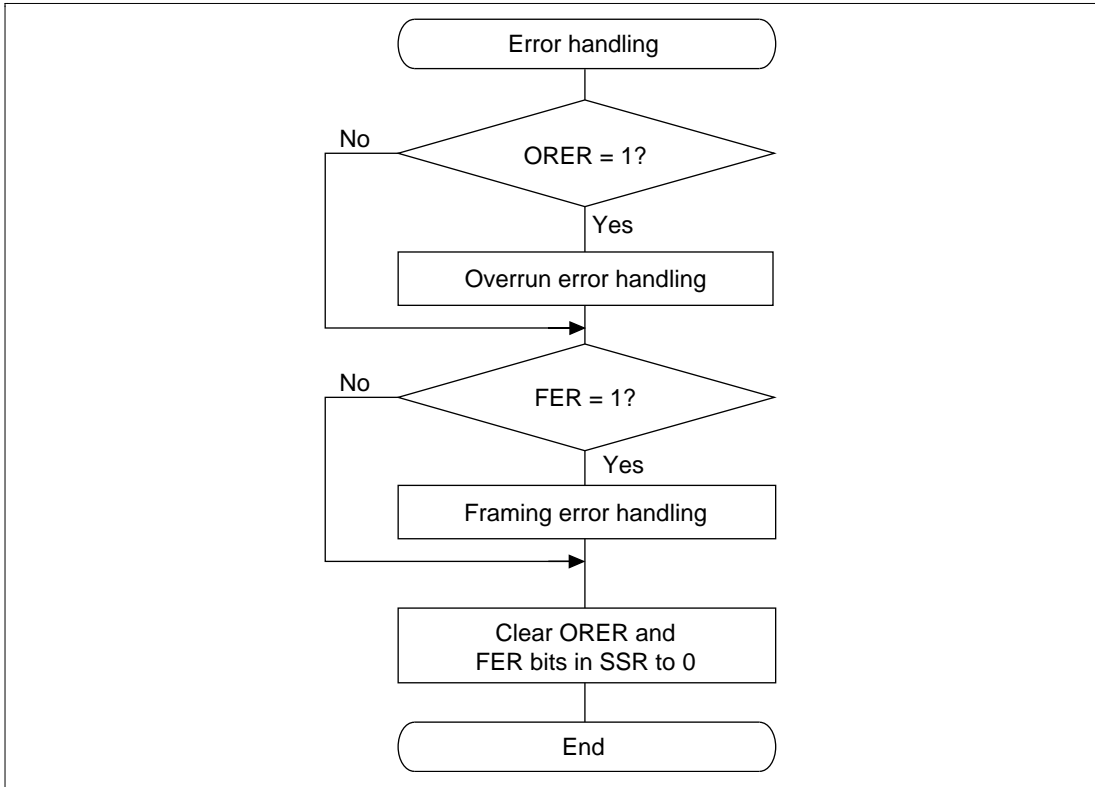 Error handling
No
ORER = 1?
Yes
Overrun error handling
No
FER = 1?
Yes
Framing error handling
Clear ORER and
FER bits in SSR to 0
End